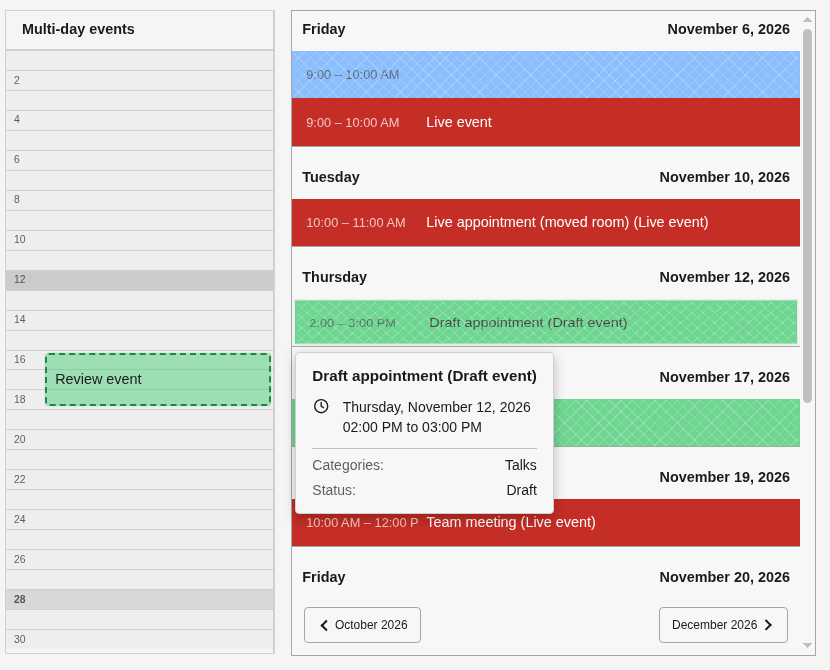 Multi-day events
2
4
6
8
10
12
14
16
Review event
18
20
22
24
26
28
30
Friday November 6, 2026
9:00 – 10:00 AM
9:00 – 10:00 AM Live event
Tuesday November 10, 2026
10:00 – 11:00 AM Live appointment (moved room) (Live event)
Thursday November 12, 2026
2:00 – 3:00 PM Draft appointment (Draft event)
Draft appointment (Draft event)
Thursday, November 12, 2026
02:00 PM to 03:00 PM
Categories: Talks
Status: Draft
November 17, 2026
November 19, 2026
10:00 AM – 12:00 P Team meeting (Live event)
Friday November 20, 2026
October 2026
December 2026